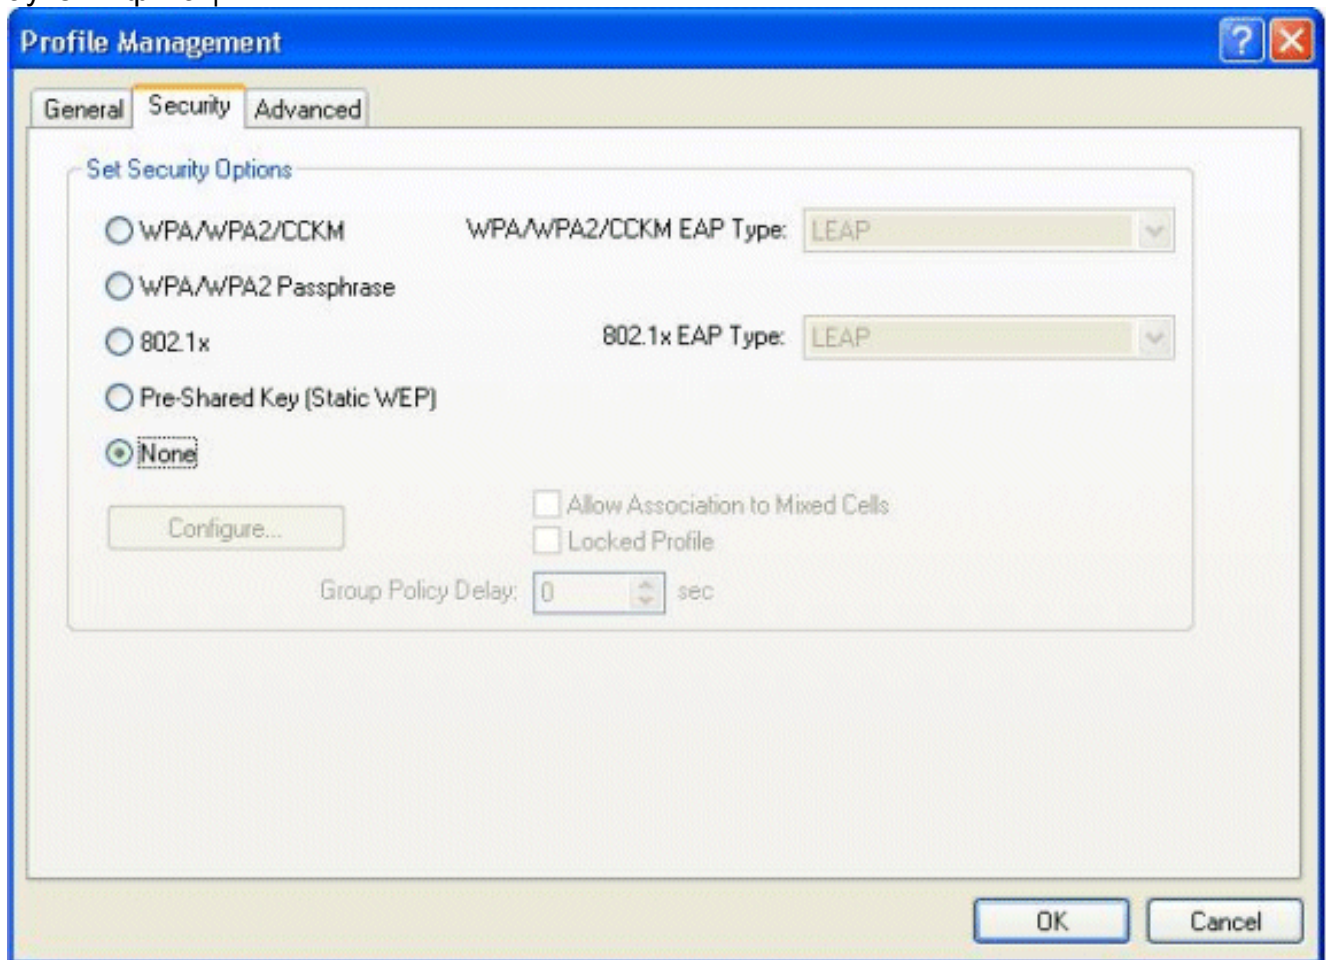 Profile Management
General Security Advanced
Set Security Options
WPA/WPA2/CCKM WPA/WPA2/CCKM EAP Type: LEAP
WPA/WPA2 Passphrase
802.1x 802.1x EAP Type: LEAP
Pre-Shared Key (Static WEP)
None
Configure... Allow Association to Mixed Cells
Locked Profile
Group Policy Delay: 0 sec
OK Cancel